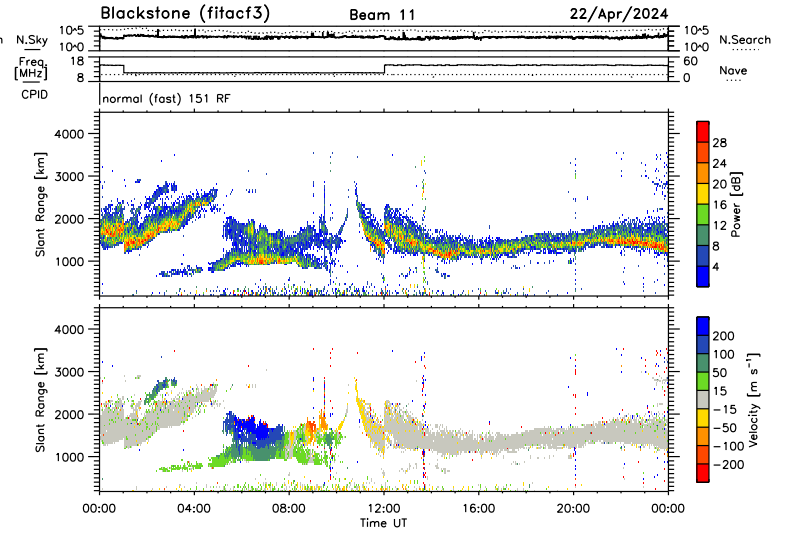 Blackstone (fitacf3) Beam 11 22/Apr/2024
N.Sky 10^5 10^0 10^5 10^0 N.Search
Freq. [MHz] 18 8 60 0 Nave
CPID normal (fast) 151 RF
Slant Range [km] 4000 3000 2000 1000
Power [dB] 28 24 20 16 12 8 4
Slant Range [km] 4000 3000 2000 1000
Velocity [m s⁻¹] 200 100 50 15 −15 −50 −100 −200
00:00 04:00 08:00 12:00 16:00 20:00 00:00
Time UT